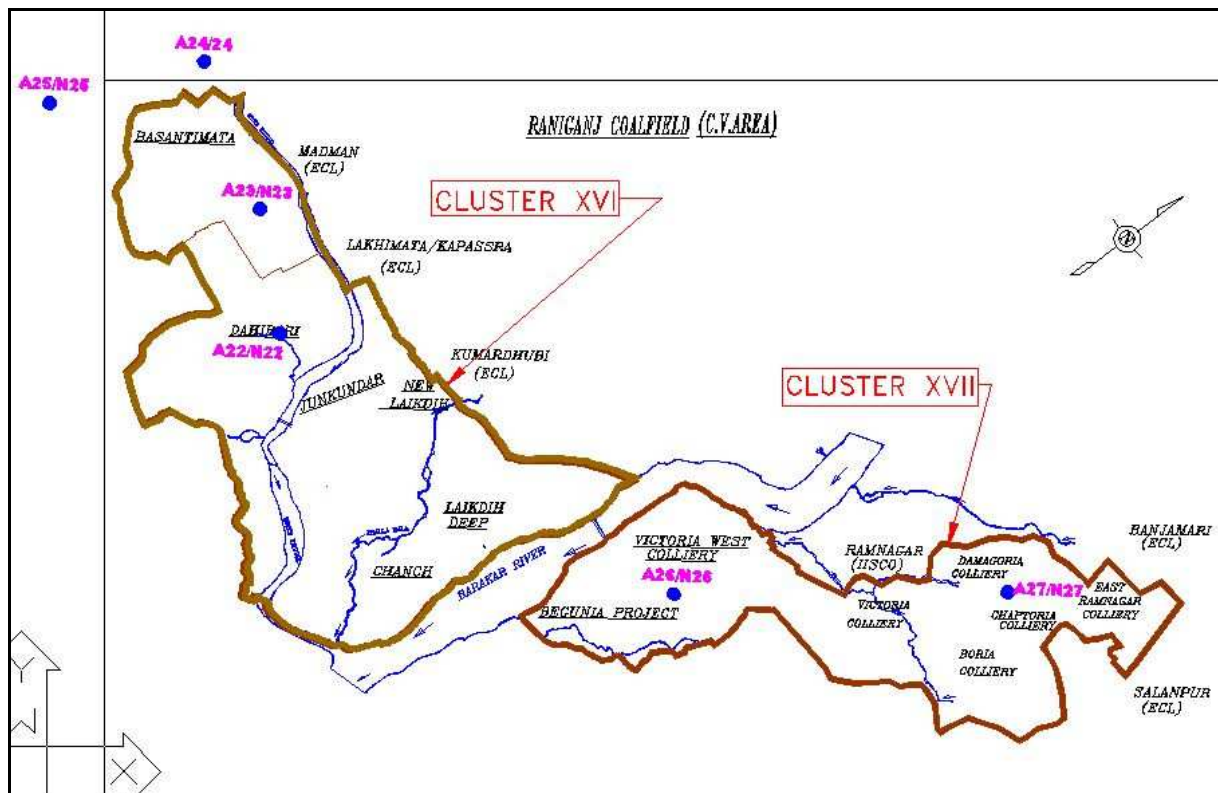 A24/24
A25/N25
RANIGANJ COALFIELD (C.V.AREA)
BASANTIMATA
MADMAN
(ECL)
A23/N23
CLUSTER XVI
LAKHIMATA/KAPASSRA
(ECL)
DAHIBARI
A22/N22
KUMARDHUBI
(ECL)
JUNKUNDAR
NEW
LAIKDIH
CLUSTER XVII
LAIKDIH
DEEP
CHANCH
BARAKAR RIVER
VICTORIA WEST
COLLIERY
A26/N26
BEGUNIA PROJECT
RAMNAGAR
(IISCO)
BANJAMARI
(ECL)
DAMAGORIA
COLLIERY
A27/N27
EAST
RAMNAGAR
COLLIERY
CHAPTORIA
COLLIERY
VICTORIA
COLLIERY
BORIA
COLLIERY
SALANPUR
(ECL)
Y
W
X